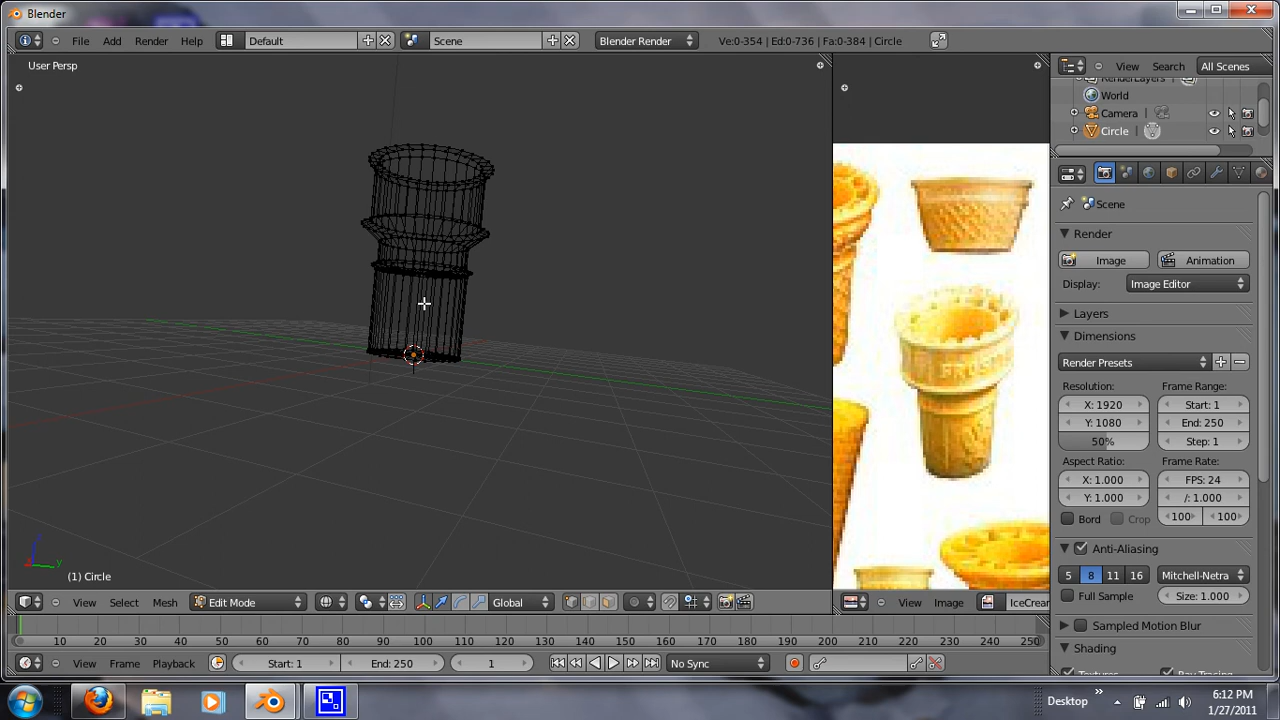 Blender
File Add Render Help Default Scene Blender Render Ve:0-354 | Ed:0-736 | Fa:0-384 | Circle
User Persp
(1) Circle
View Select Mesh Edit Mode Global
View Image IceCrean
View Search All Scenes
RenderLayers
World
Camera
Circle
Scene
Render
Image Animation
Display: Image Editor
Layers
Dimensions
Render Presets
Resolution: Frame Range:
X: 1920 Start: 1
Y: 1080 End: 250
50% Step: 1
Aspect Ratio: Frame Rate:
X: 1.000 FPS: 24
Y: 1.000 /: 1.000
Bord Crop 100 100
Anti-Aliasing
5 8 11 16 Mitchell-Netra
Full Sample Size: 1.000
Sampled Motion Blur
Shading
10 20 30 40 50 60 70 80 90 100 110 120 130 140 150 160 170 180 190 200 210 220 230 240 250
View Frame Playback Start: 1 End: 250 1 No Sync
Desktop
6:12 PM
1/27/2011